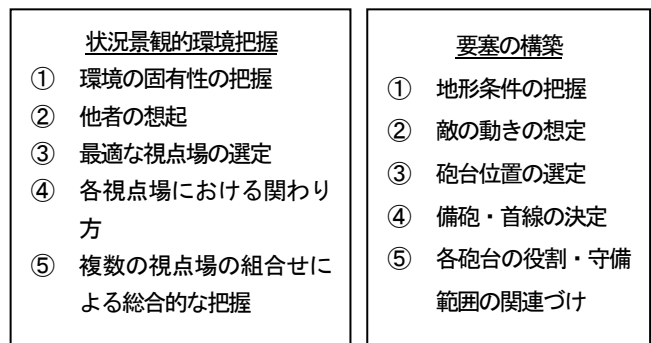 状況景観的環境把握
① 環境の固有性の把握
② 他者の想起
③ 最適な視点場の選定
④ 各視点場における関わり
方
⑤ 複数の視点場の組合せに
よる総合的な把握
要塞の構築
① 地形条件の把握
② 敵の動きの想定
③ 砲台位置の選定
④ 備砲・首線の決定
⑤ 各砲台の役割・守備
範囲の関連づけ